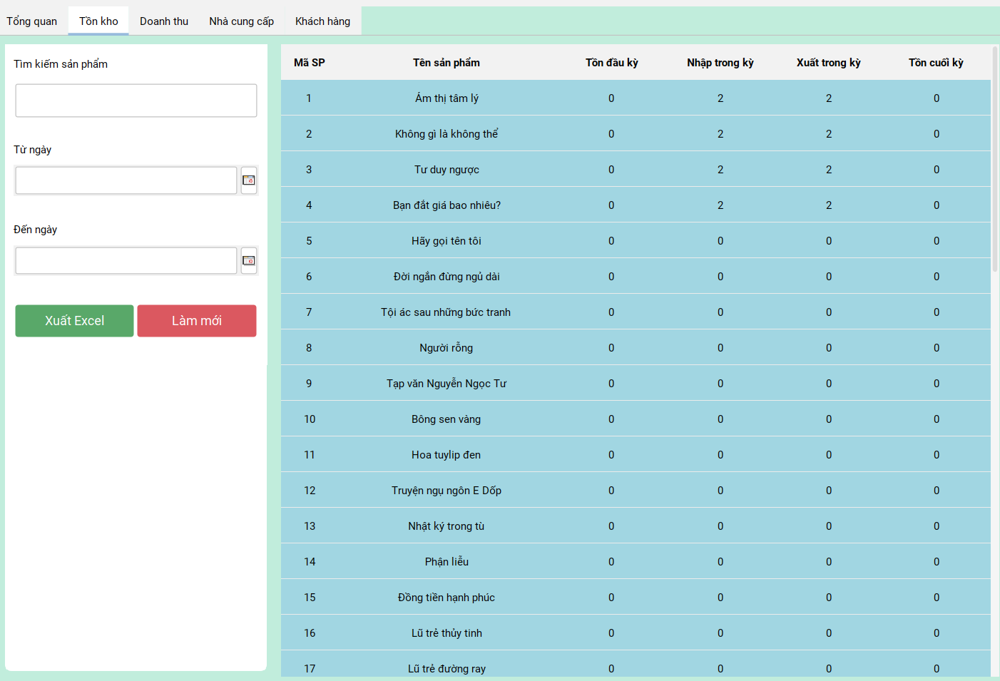 Tổng quan Tồn kho Doanh thu Nhà cung cấp Khách hàng
Tìm kiếm sản phẩm
Từ ngày
Đến ngày
Xuất Excel Làm mới
Mã SP Tên sản phẩm Tồn đầu kỳ Nhập trong kỳ Xuất trong kỳ Tồn cuối kỳ
1 Ám thị tâm lý 0 2 2 0
2 Không gì là không thể 0 2 2 0
3 Tư duy ngược 0 2 2 0
4 Bạn đắt giá bao nhiêu? 0 2 2 0
5 Hãy gọi tên tôi 0 0 0 0
6 Đời ngắn đừng ngủ dài 0 0 0 0
7 Tội ác sau những bức tranh 0 0 0 0
8 Người rỗng 0 0 0 0
9 Tạp văn Nguyễn Ngọc Tư 0 0 0 0
10 Bông sen vàng 0 0 0 0
11 Hoa tuylip đen 0 0 0 0
12 Truyện ngụ ngôn E Dốp 0 0 0 0
13 Nhật ký trong tù 0 0 0 0
14 Phận liễu 0 0 0 0
15 Đồng tiền hạnh phúc 0 0 0 0
16 Lũ trẻ thủy tinh 0 0 0 0
17 Lũ trẻ đường ray 0 0 0 0